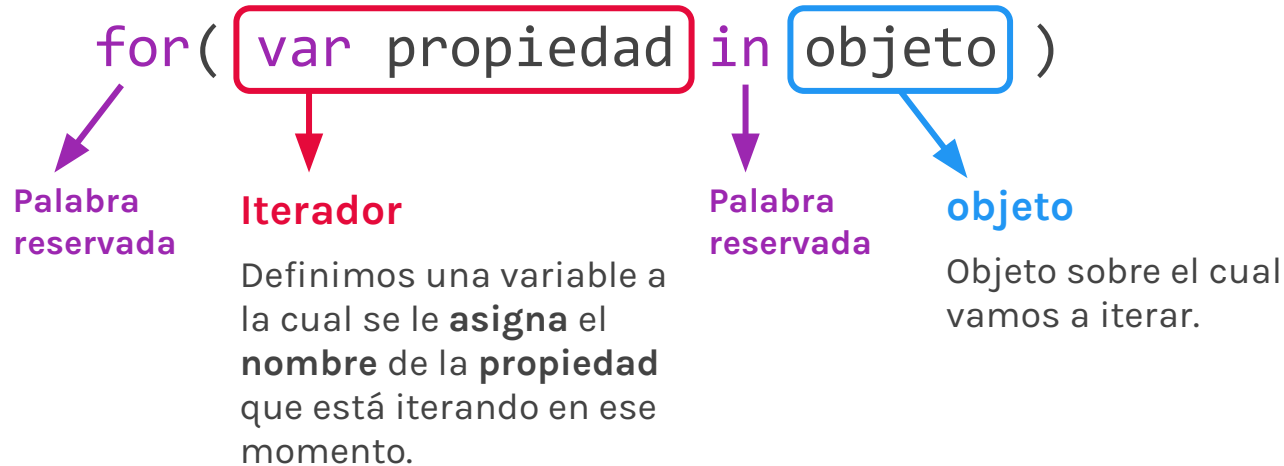 for( var propiedad in objeto )
Palabra
reservada
Iterador
Definimos una variable a
la cual se le asigna el
nombre de la propiedad
que está iterando en ese
momento.
Palabra
reservada
objeto
Objeto sobre el cual
vamos a iterar.